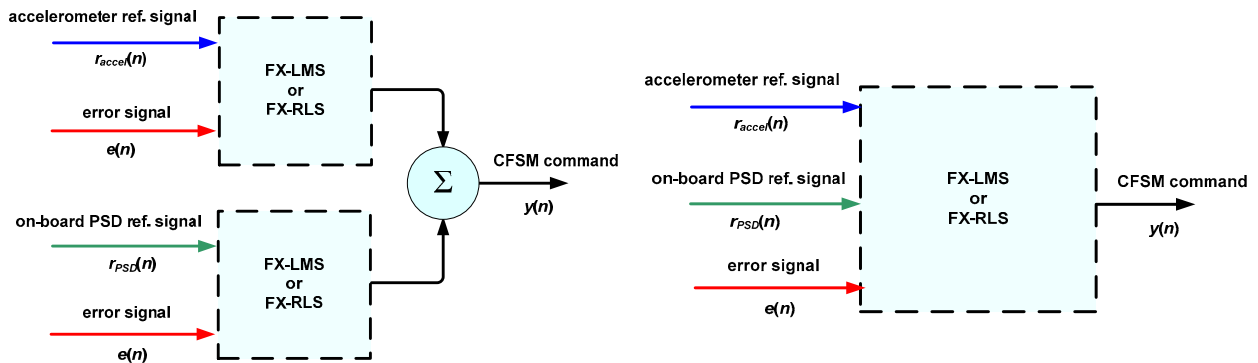 accelerometer ref. signal
r_accel(n)
error signal
e(n)
FX-LMS
or
FX-RLS
on-board PSD ref. signal
r_PSD(n)
error signal
e(n)
FX-LMS
or
FX-RLS
Σ
CFSM command
y(n)
accelerometer ref. signal
r_accel(n)
on-board PSD ref. signal
r_PSD(n)
error signal
e(n)
FX-LMS
or
FX-RLS
CFSM command
y(n)